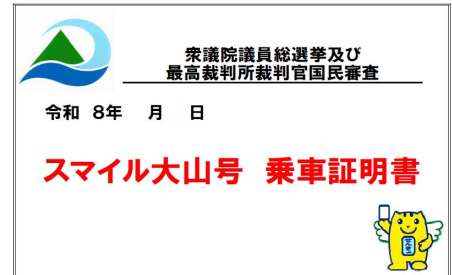 衆議院議員総選挙及び
最高裁判所裁判官国民審査
令和 8年 月 日
スマイル大山号 乗車証明書